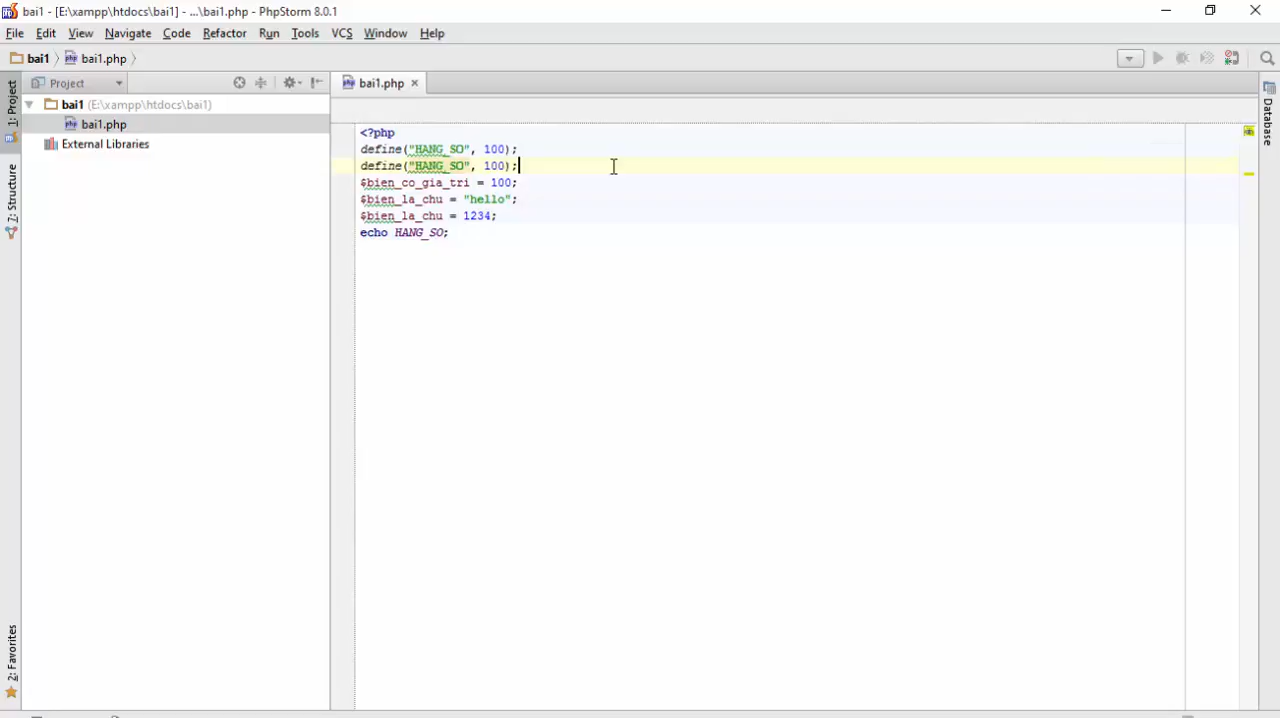 bai1 - [E:\xampp\htdocs\bai1] - ...\bai1.php - PhpStorm 8.0.1
File Edit View Navigate Code Refactor Run Tools VCS Window Help
bai1 bai1.php
1: Project
7: Structure
2: Favorites
Project
bai1 (E:\xampp\htdocs\bai1)
bai1.php
External Libraries
bai1.php
<?php
define("HANG_SO", 100);
define("HANG_SO", 100);
$bien_co_gia_tri = 100;
$bien_la_chu = "hello";
$bien_la_chu = 1234;
echo HANG_SO;
Database